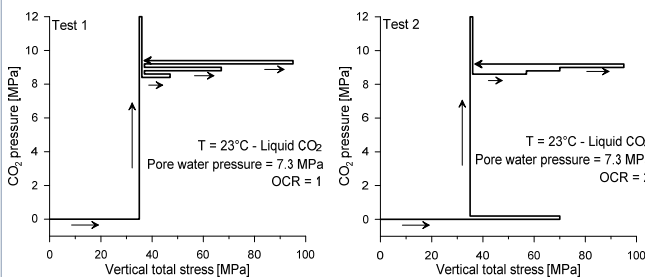 Test 1
CO2 pressure [MPa]
12
10
8
6
4
2
0
T = 23°C - Liquid CO2
Pore water pressure = 7.3 MPa
OCR = 1
0 20 40 60 80 100
Vertical total stress [MPa]
Test 2
CO2 pressure [MPa]
12
10
8
6
4
2
0
T = 23°C - Liquid CO
Pore water pressure = 7.3 MP
OCR =
0 20 40 60 80 100
Vertical total stress [MPa]